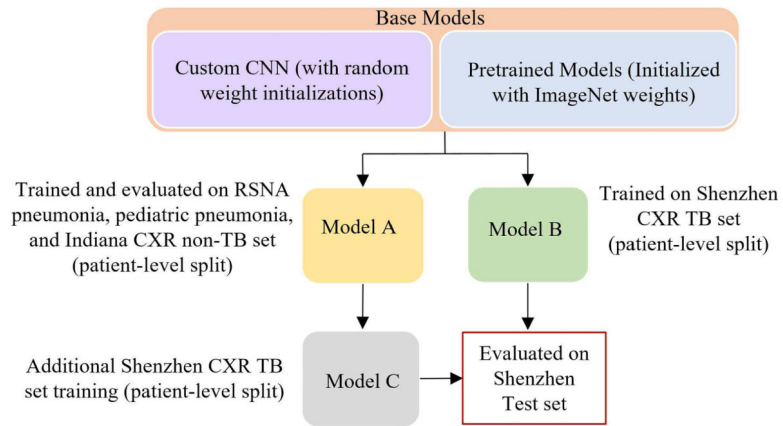 Base Models
Custom CNN (with random
weight initializations)
Pretrained Models (Initialized
with ImageNet weights)
Trained and evaluated on RSNA
pneumonia, pediatric pneumonia,
and Indiana CXR non-TB set
(patient-level split)
Model A
Model B
Trained on Shenzhen
CXR TB set
(patient-level split)
Additional Shenzhen CXR TB
set training (patient-level split)
Model C
Evaluated on
Shenzhen
Test set